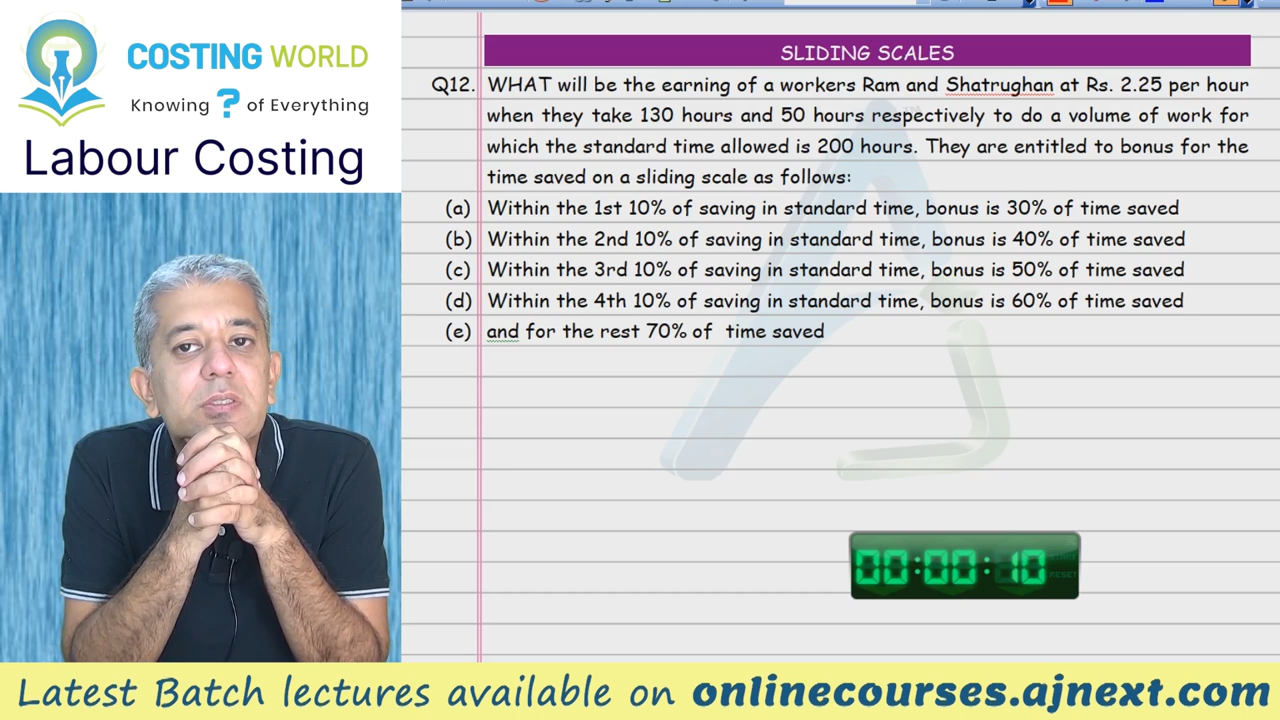 COSTING WORLD
Knowing ? of Everything
Labour Costing
SLIDING SCALES
Q12. WHAT will be the earning of a workers Ram and Shatrughan at Rs. 2.25 per hour
when they take 130 hours and 50 hours respectively to do a volume of work for
which the standard time allowed is 200 hours. They are entitled to bonus for the
time saved on a sliding scale as follows:
(a) Within the 1st 10% of saving in standard time, bonus is 30% of time saved
(b) Within the 2nd 10% of saving in standard time, bonus is 40% of time saved
(c) Within the 3rd 10% of saving in standard time, bonus is 50% of time saved
(d) Within the 4th 10% of saving in standard time, bonus is 60% of time saved
(e) and for the rest 70% of time saved
TM
00:00:10
RESET
Latest Batch lectures available on onlinecourses.ajnext.com